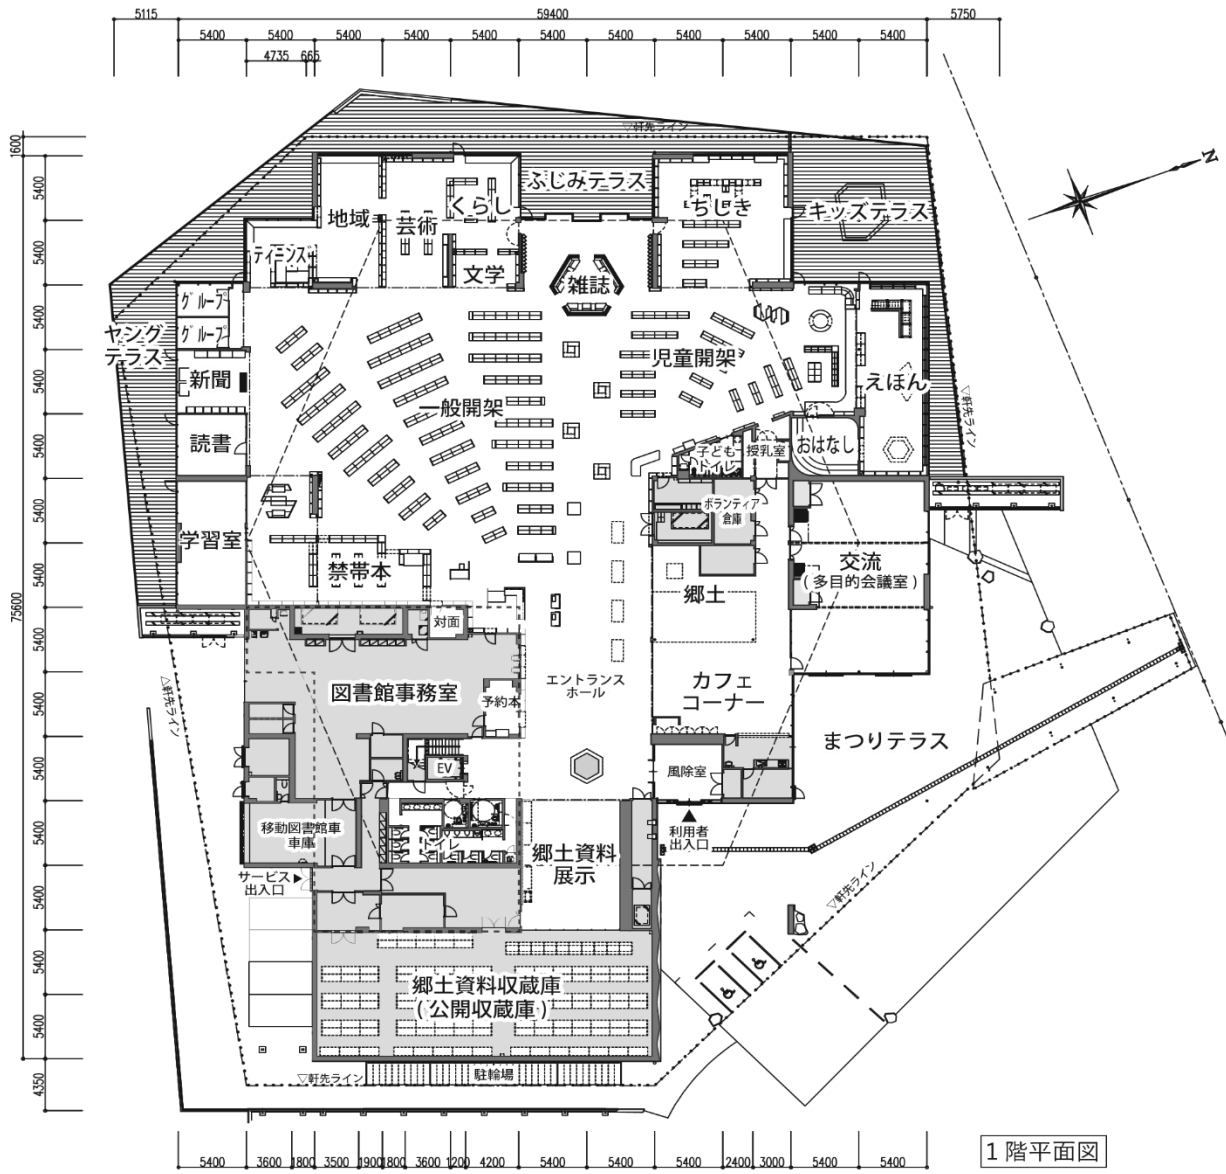 5115
59400
5750
5400
5400
5400
5400
5400
5400
5400
5400
5400
5400
5400
4735
665
1600
5400
5400
5400
5400
5400
5400
5400
5400
5400
5400
5400
5400
5400
5400
4350
75600
N
▽軒先ライン
ふじみテラス
くらし
地域
芸術
ちしき
キッズテラス
ティーンズ
文学
雑誌
グループ
グループ
ヤング
テラス
新聞
児童開架
えほん
▽軒先ライン
一般開架
読書
子ども
トイレ
授乳室
おはなし
ボランティア
倉庫
学習室
禁帯本
交流
(多目的会議室)
郷土
対面
図書館事務室
予約本
エントランス
ホール
カフェ
コーナー
まつりテラス
▽軒先ライン
EV
風除室
移動図書館車
車庫
トイレ
利用者
出入口
サービス
出入口
郷土資料
展示
▽軒先ライン
郷土資料収蔵庫
(公開収蔵庫)
▽軒先ライン
駐輪場
1階平面図
5400
3600
1800
3500
1900
1800
3600
1200
4200
5400
5400
5400
2400
3000
5400
5400